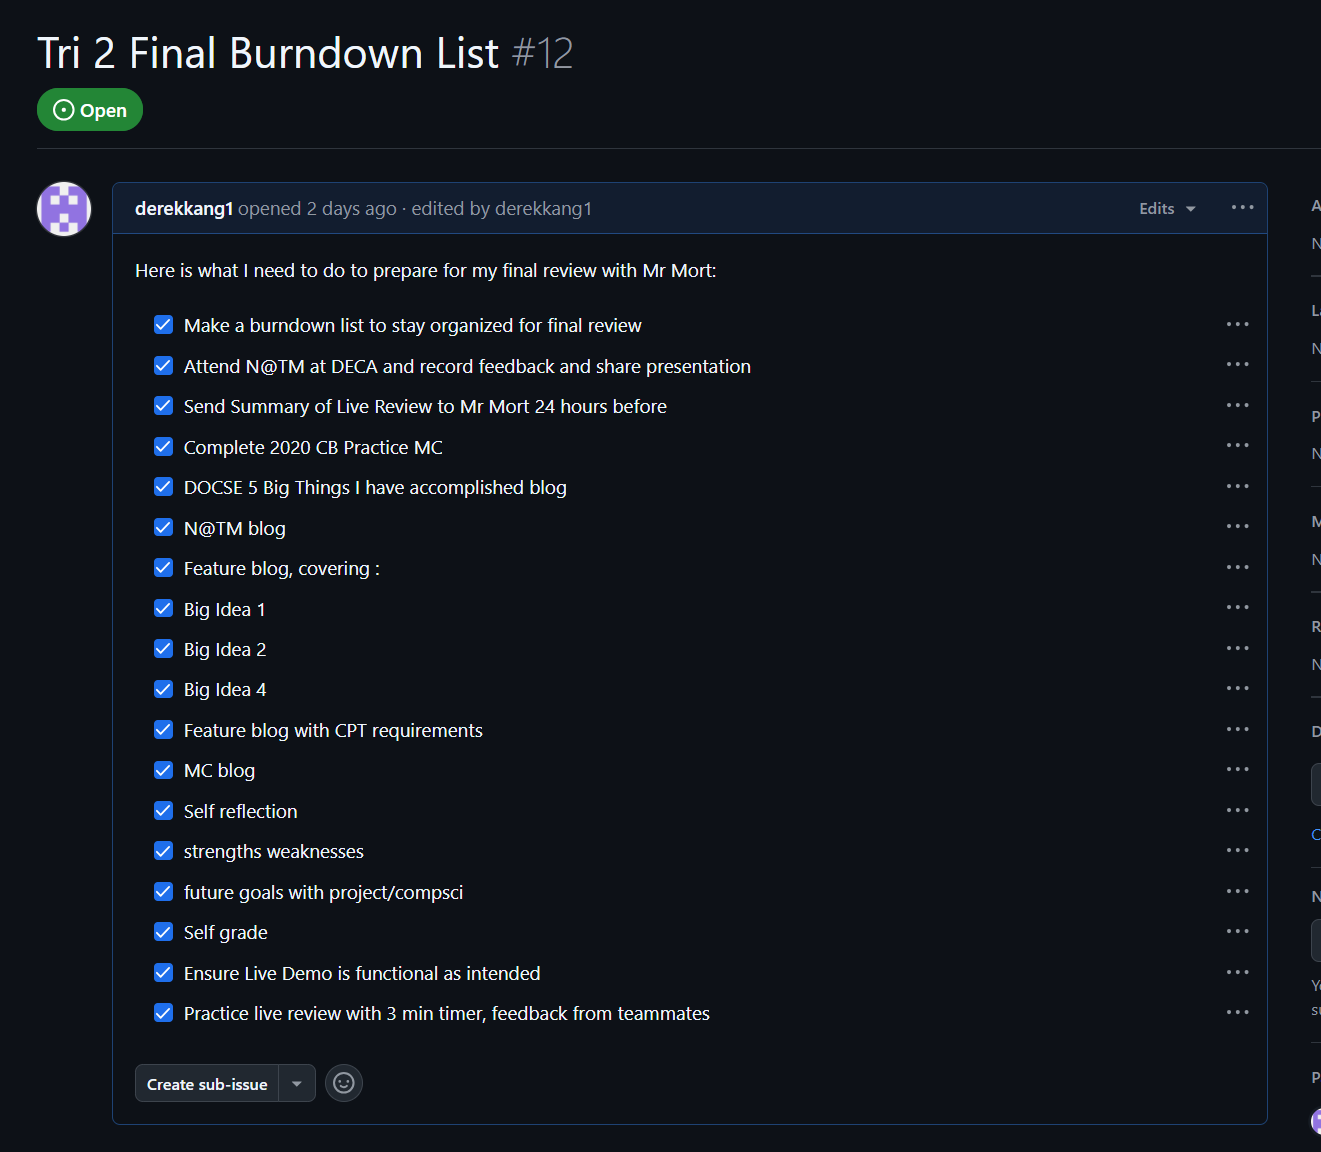 Tri 2 Final Burndown List #12
Open
derekkang1 opened 2 days ago · edited by derekkang1
Edits
Here is what I need to do to prepare for my final review with Mr Mort:
Make a burndown list to stay organized for final review
Attend N@TM at DECA and record feedback and share presentation
Send Summary of Live Review to Mr Mort 24 hours before
Complete 2020 CB Practice MC
DOCSE 5 Big Things I have accomplished blog
N@TM blog
Feature blog, covering :
Big Idea 1
Big Idea 2
Big Idea 4
Feature blog with CPT requirements
MC blog
Self reflection
strengths weaknesses
future goals with project/compsci
Self grade
Ensure Live Demo is functional as intended
Practice live review with 3 min timer, feedback from teammates
Create sub-issue